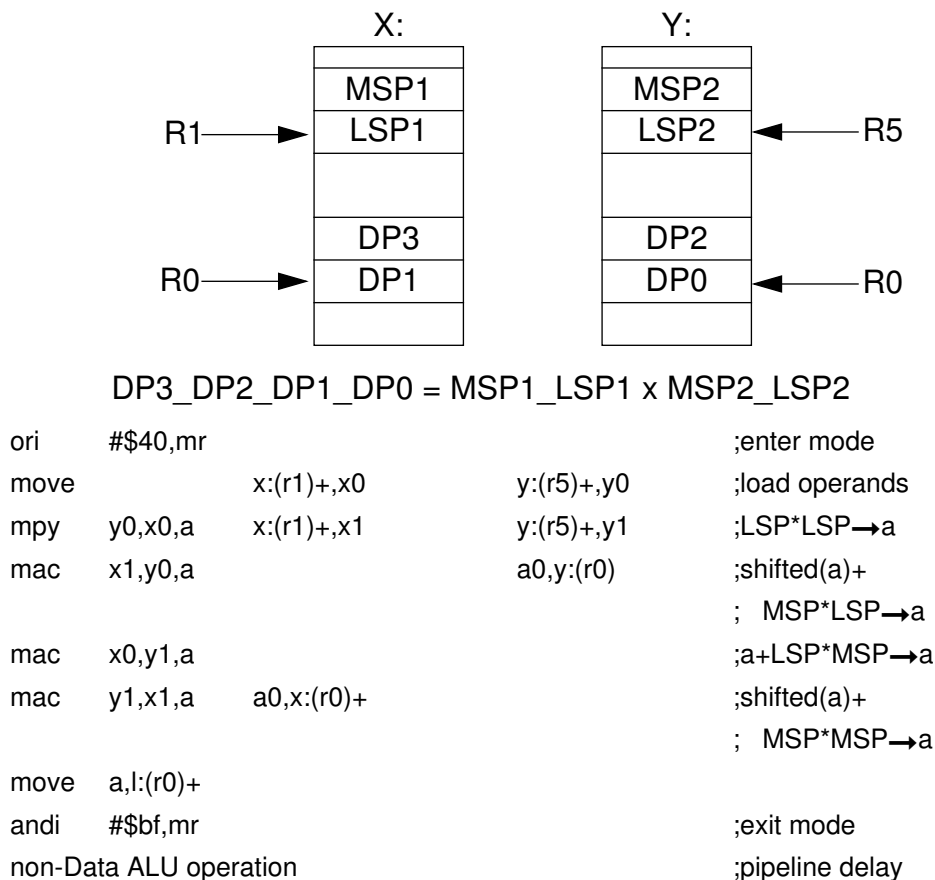 X: Y:
MSP1 MSP2
R1 LSP1 LSP2 R5
DP3 DP2
R0 DP1 DP0 R0
DP3_DP2_DP1_DP0 = MSP1_LSP1 x MSP2_LSP2
ori #$40,mr ;enter mode
move x:(r1)+,x0 y:(r5)+,y0 ;load operands
mpy y0,x0,a x:(r1)+,x1 y:(r5)+,y1 ;LSP*LSP→a
mac x1,y0,a a0,y:(r0) ;shifted(a)+
; MSP*LSP→a
mac x0,y1,a ;a+LSP*MSP→a
mac y1,x1,a a0,x:(r0)+ ;shifted(a)+
; MSP*MSP→a
move a,l:(r0)+
andi #$bf,mr ;exit mode
non-Data ALU operation ;pipeline delay